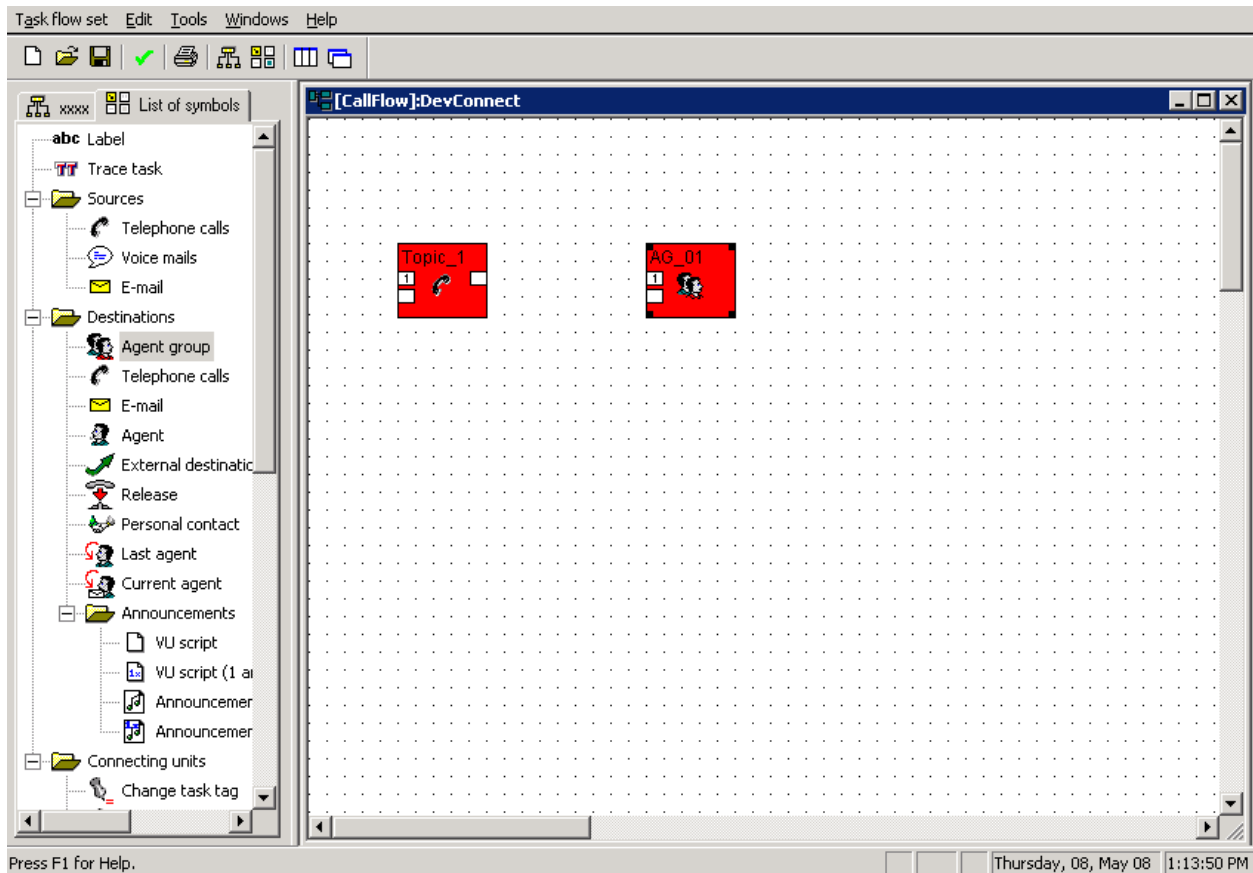 Task flow set Edit Tools Windows Help
xxxx List of symbols
[CallFlow]:DevConnect
abc Label
TT Trace task
Sources
Telephone calls
Voice mails
E-mail
Destinations
Agent group
Telephone calls
E-mail
Agent
External destinatic
Release
Personal contact
Last agent
Current agent
Announcements
VU script
1x VU script (1 ar
Announcemer
Announcemer
Connecting units
Change task tag
Topic_1
1
AG_01
1
Press F1 for Help.
Thursday, 08, May 08 1:13:50 PM